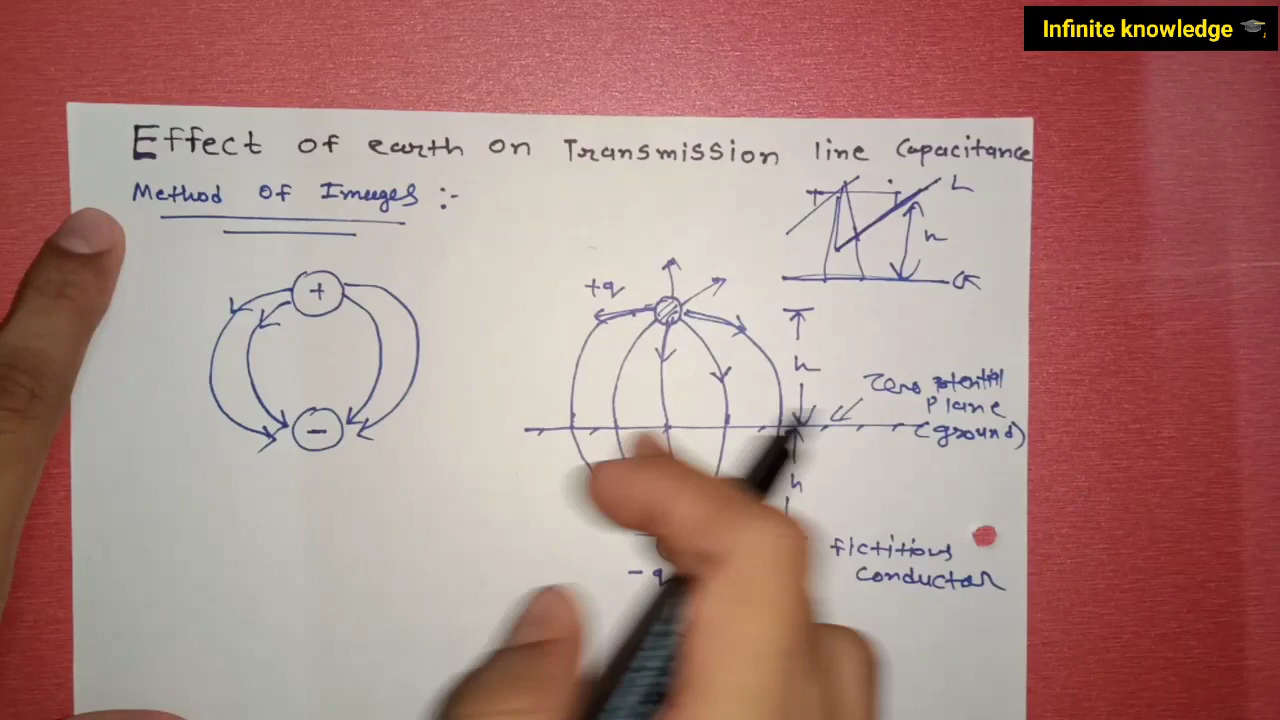 Infinite knowledge 🎓
Effect of earth on Transmission line Capacitance
Method of Images :-
L
h
G
+q
+
-
h
Zero potential
Plane
(ground)
h
- q
fictitious
conductor